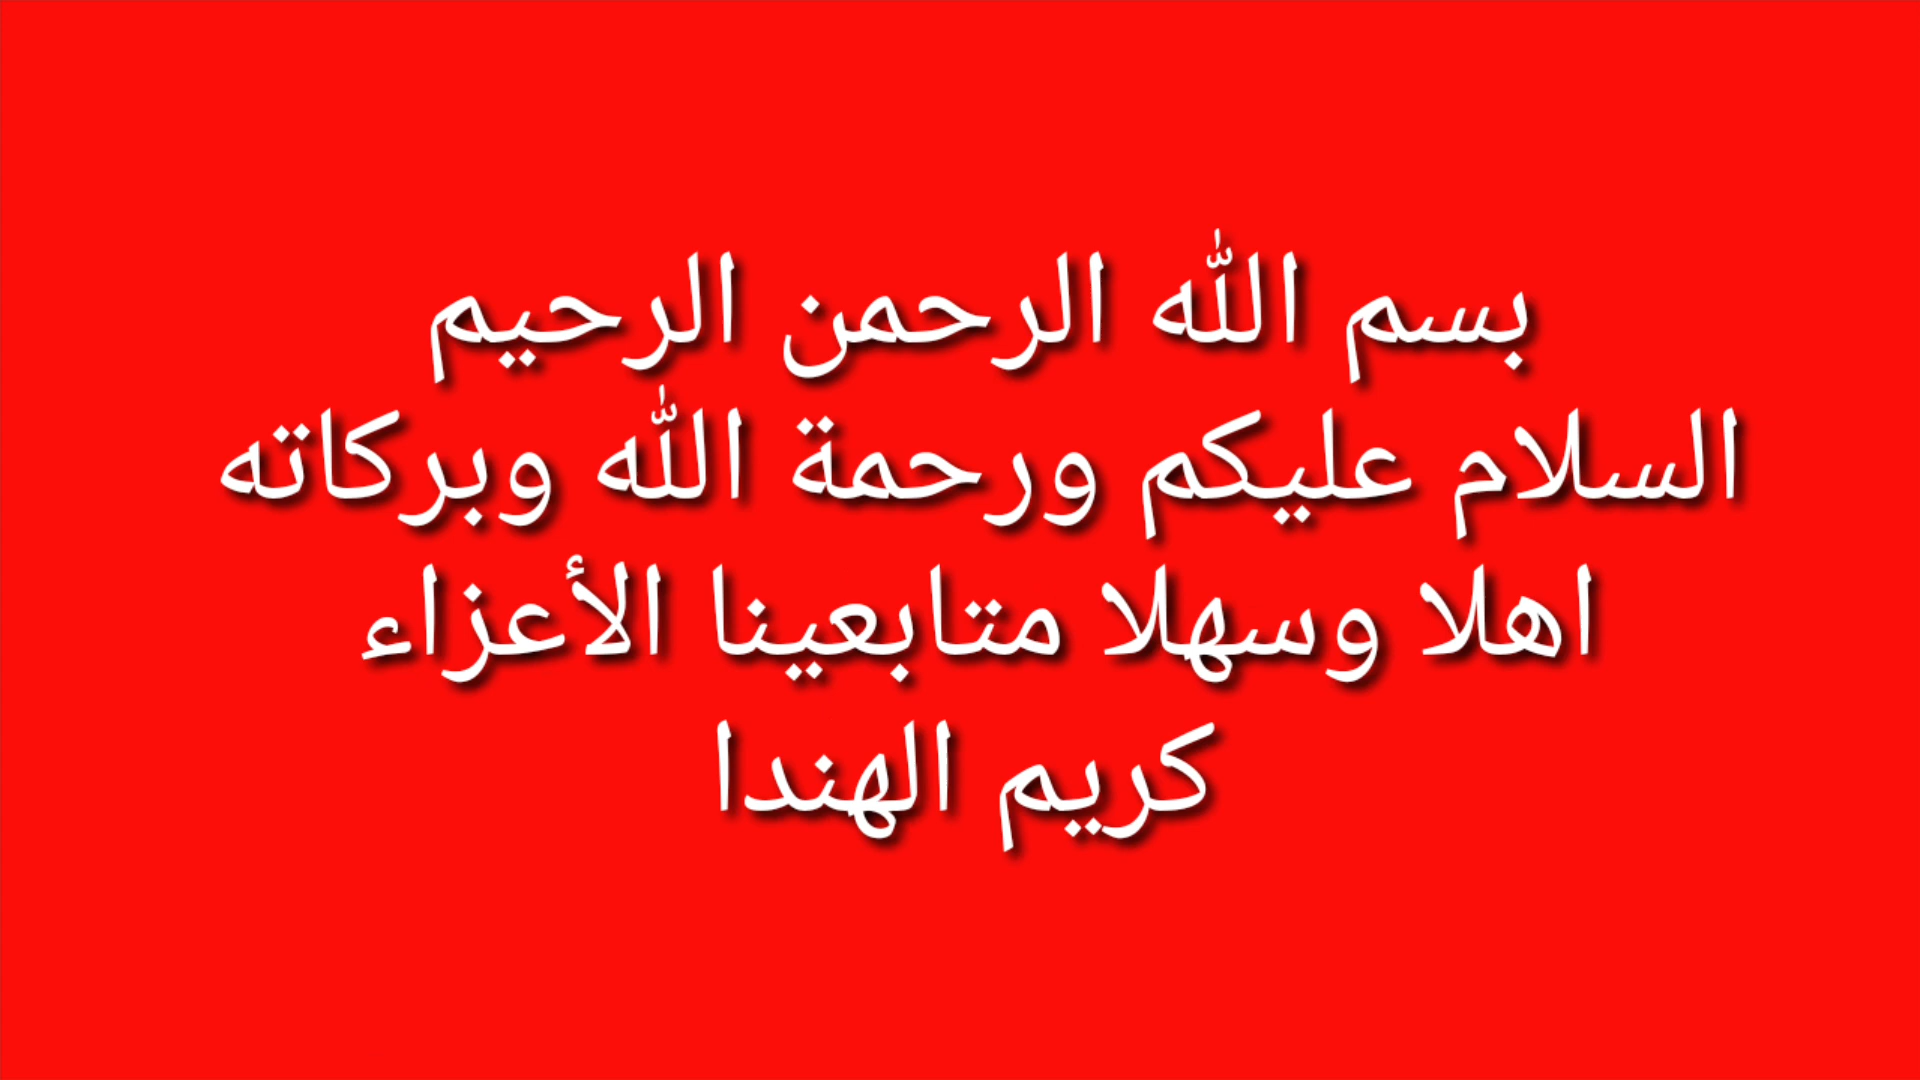 بسم الله الرحمن الرحيم
السلام عليكم ورحمة الله وبركاته
اهلا وسهلا متابعينا الأعزاء
كريم الهندا